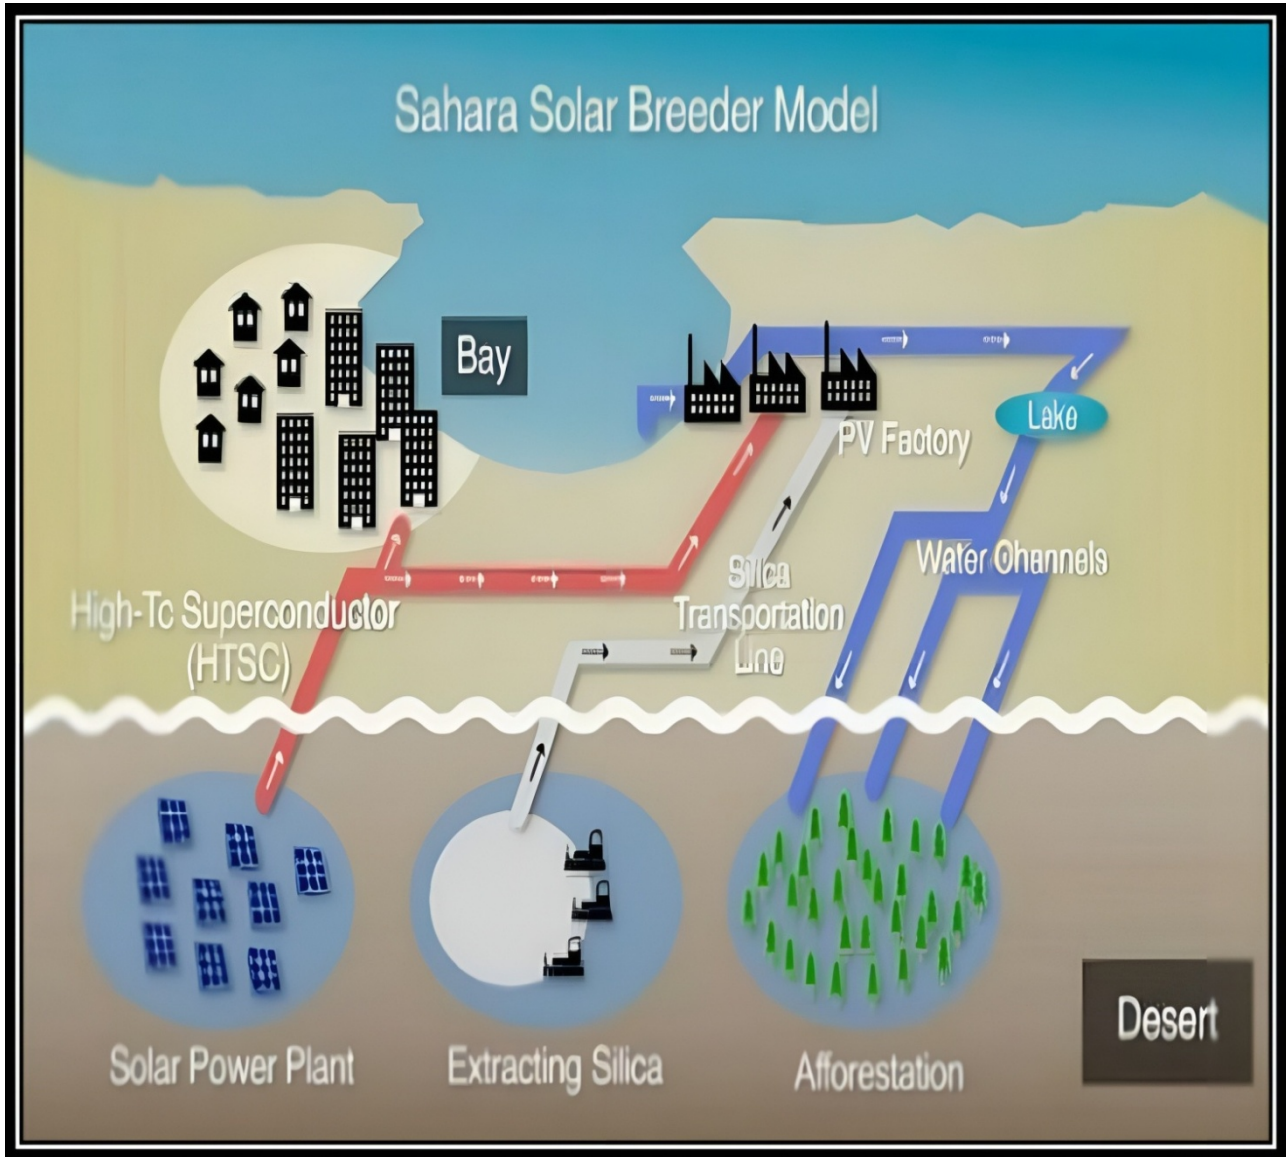 Sahara Solar Breeder Model
Bay
PV Factory
Lake
Water Channels
High-Tc Superconductor
(HTSC)
Silica
Transportation
Line
Solar Power Plant
Extracting Silica
Afforestation
Desert